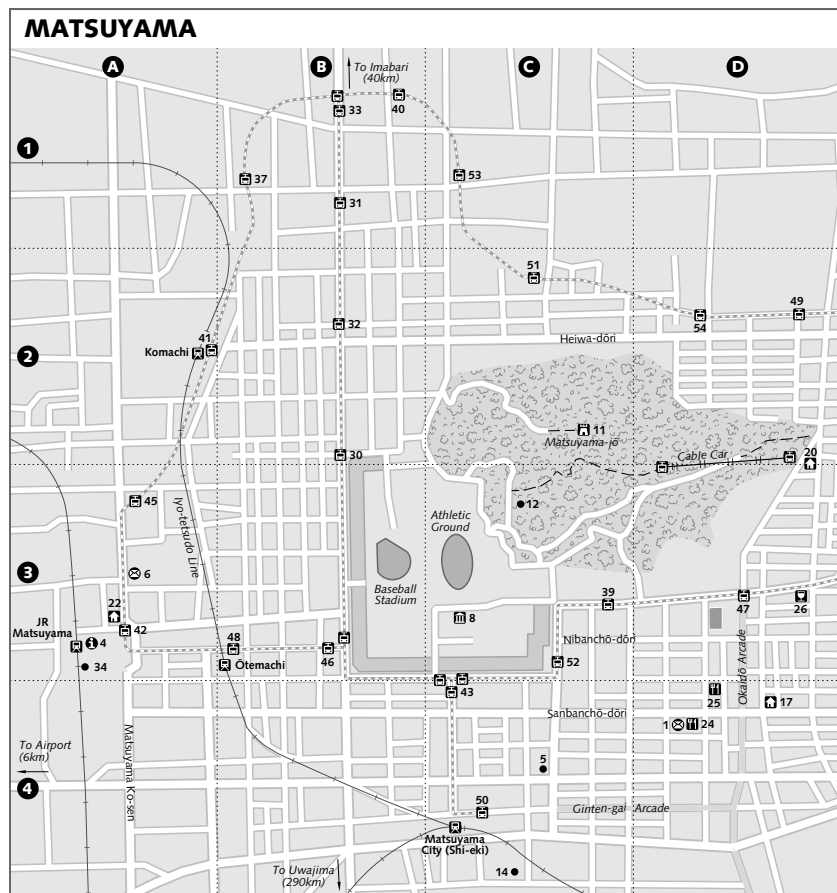 MATSUYAMA
A
B
C
D
To Imabari
(40km)
33
40
1
37
53
31
51
49
54
32
Heiwa-dōri
41
2
Komachi
11
Matsuyama-jō
Cable Car
20
30
45
Iyo-tetsudo Line
12
Athletic
Ground
3
6
Baseball
Stadium
39
47
26
22
JR
Matsuyama
42
8
48
Nibanchō-dōri
4
46
Okaidō Arcade
34
Ōtemachi
52
43
25
17
Sanbanchō-dōri
1
24
Matsuyama Ko-sen
To Airport
(6km)
5
4
50
Ginten-gai Arcade
Matsuyama
City (Shi-eki)
To Uwajima
(290km)
14